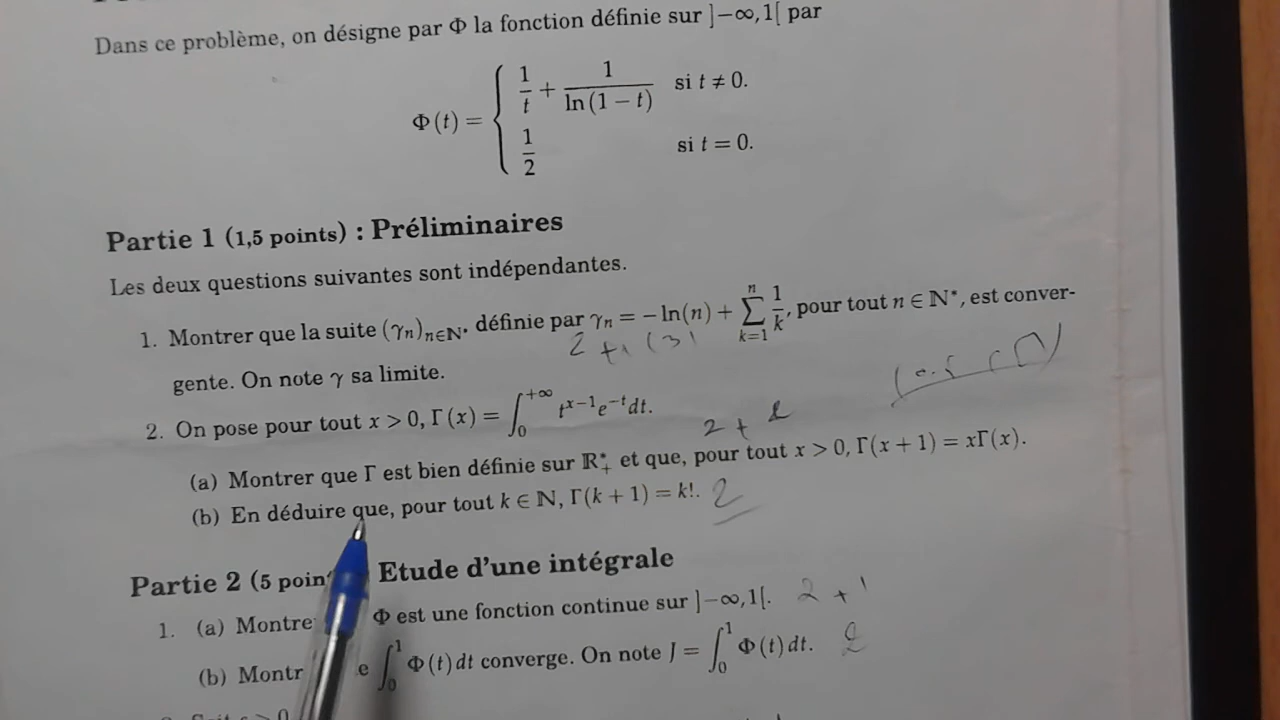 Dans ce problème, on désigne par Φ la fonction définie sur ]−∞,1[ par
Φ(t) = { 1/t + 1/ln(1 − t) si t ≠ 0.
1/2 si t = 0.
Partie 1 (1,5 points) : Préliminaires
Les deux questions suivantes sont indépendantes.
1. Montrer que la suite (γn)n∈N* définie par γn = −ln(n) + ∑_{k=1}^{n} 1/k, pour tout n ∈ N*, est conver-
2 +1 (3)
gente. On note γ sa limite.
2. On pose pour tout x > 0, Γ(x) = ∫_0^{+∞} t^{x−1}e^{−t}dt.
2 +
(a) Montrer que Γ est bien définie sur R*+ et que, pour tout x > 0, Γ(x + 1) = xΓ(x).
(b) En déduire que, pour tout k ∈ N, Γ(k + 1) = k!. 2
Partie 2 (5 poin Etude d'une intégrale
1. (a) Montre Φ est une fonction continue sur ]−∞,1[. 2 + 1
(b) Montr e ∫_0^1 Φ(t)dt converge. On note J = ∫_0^1 Φ(t)dt.